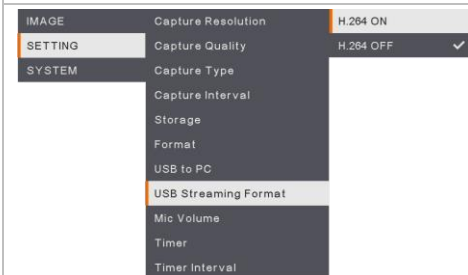 IMAGE
SETTING
SYSTEM
Capture Resolution
Capture Quality
Capture Type
Capture Interval
Storage
Format
USB to PC
USB Streaming Format
Mic Volume
Timer
Timer Interval
H.264 ON
H.264 OFF